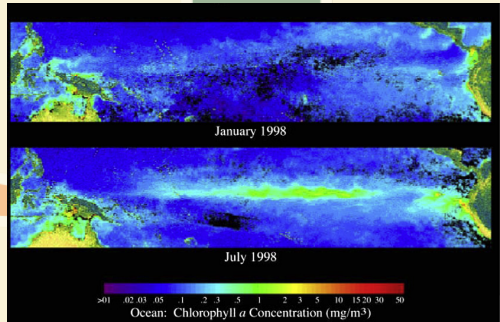 January 1998
July 1998
>01 .02 .03 .05 .1 .2 .3 .5 1 2 3 5 10 15 20 30 50
Ocean: Chlorophyll a Concentration (mg/m3)